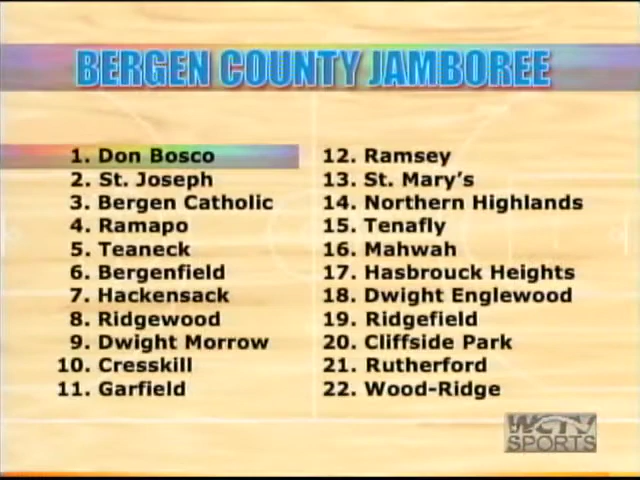 BERGEN COUNTY JAMBOREE
1. Don Bosco
2. St. Joseph
3. Bergen Catholic
4. Ramapo
5. Teaneck
6. Bergenfield
7. Hackensack
8. Ridgewood
9. Dwight Morrow
10. Cresskill
11. Garfield
12. Ramsey
13. St. Mary's
14. Northern Highlands
15. Tenafly
16. Mahwah
17. Hasbrouck Heights
18. Dwight Englewood
19. Ridgefield
20. Cliffside Park
21. Rutherford
22. Wood-Ridge
WCTV
SPORTS